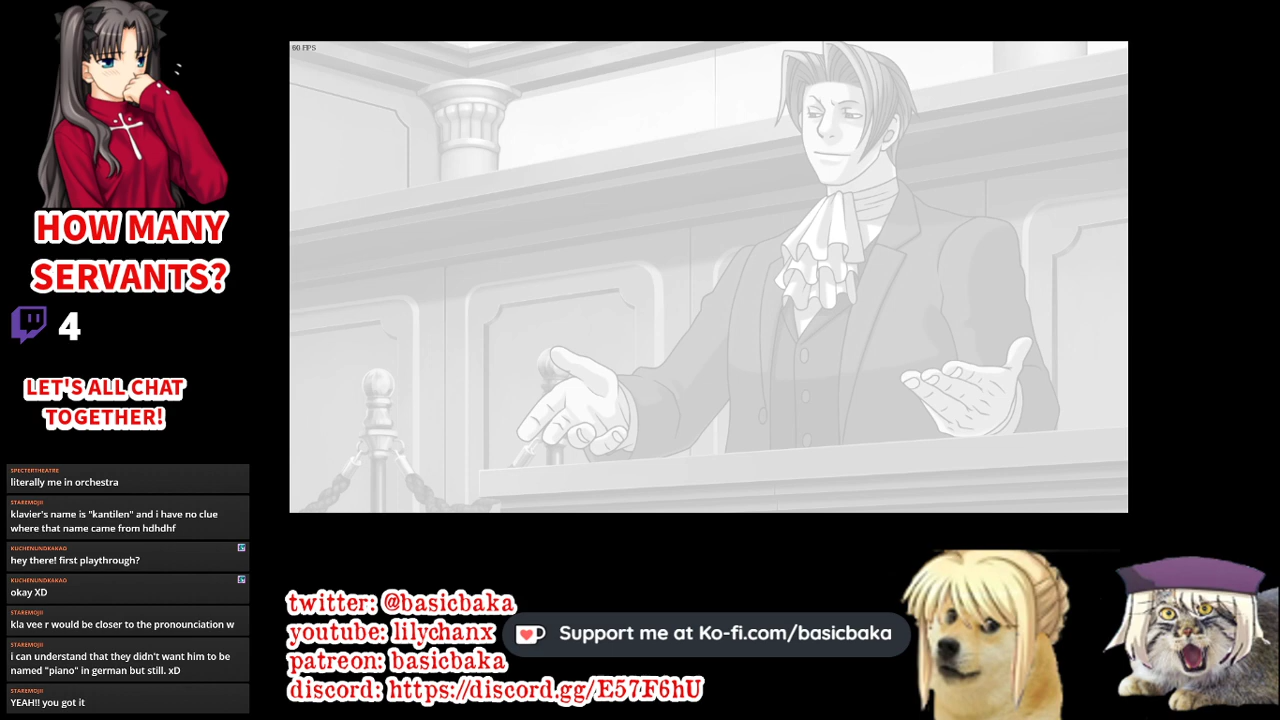 60 FPS
HOW MANY
SERVANTS?
4
LET'S ALL CHAT
TOGETHER!
SPECTERTHEATRE
literally me in orchestra
STAREMOJII
klavier's name is "kantilen" and i have no clue
where that name came from hdhdhf
KUCHENUNDKAKAO
hey there! first playthrough?
KUCHENUNDKAKAO
okay XD
STAREMOJII
kla vee r would be closer to the pronounciation w
STAREMOJII
i can understand that they didn't want him to be
named "piano" in german but still. xD
STAREMOJII
YEAH!! you got it
twitter: @basicbaka
youtube: lilychanx
patreon: basicbaka
discord: https://discord.gg/E57F6hU
Support me at Ko-fi.com/basicbaka